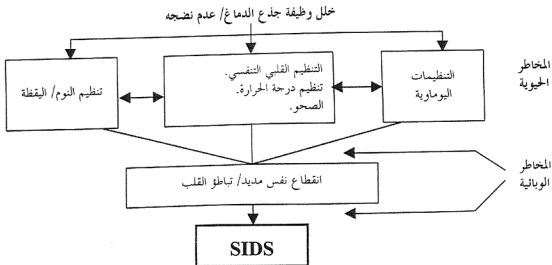 خلل وظيفة جذع الدماغ/ عدم نضجه
المخاطر
الحيوية
التنظيمات
اليوماوية
التنظيم القلبي التنفسي.
تنظيم درجة الحرارة.
الصحو.
تنظيم النوم/ اليقظة
المخاطر
الوبائية
انقطاع نفس مديد/ تباطؤ القلب
SIDS